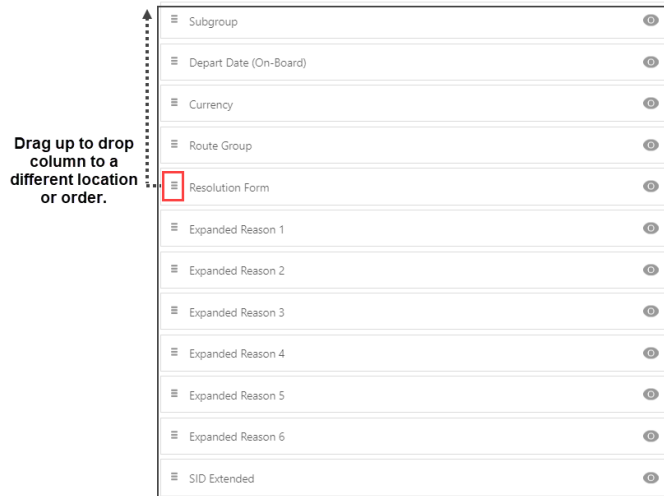 Subgroup
Depart Date (On-Board)
Currency
Route Group
Drag up to drop
column to a
different location
or order.
Resolution Form
Expanded Reason 1
Expanded Reason 2
Expanded Reason 3
Expanded Reason 4
Expanded Reason 5
Expanded Reason 6
SID Extended